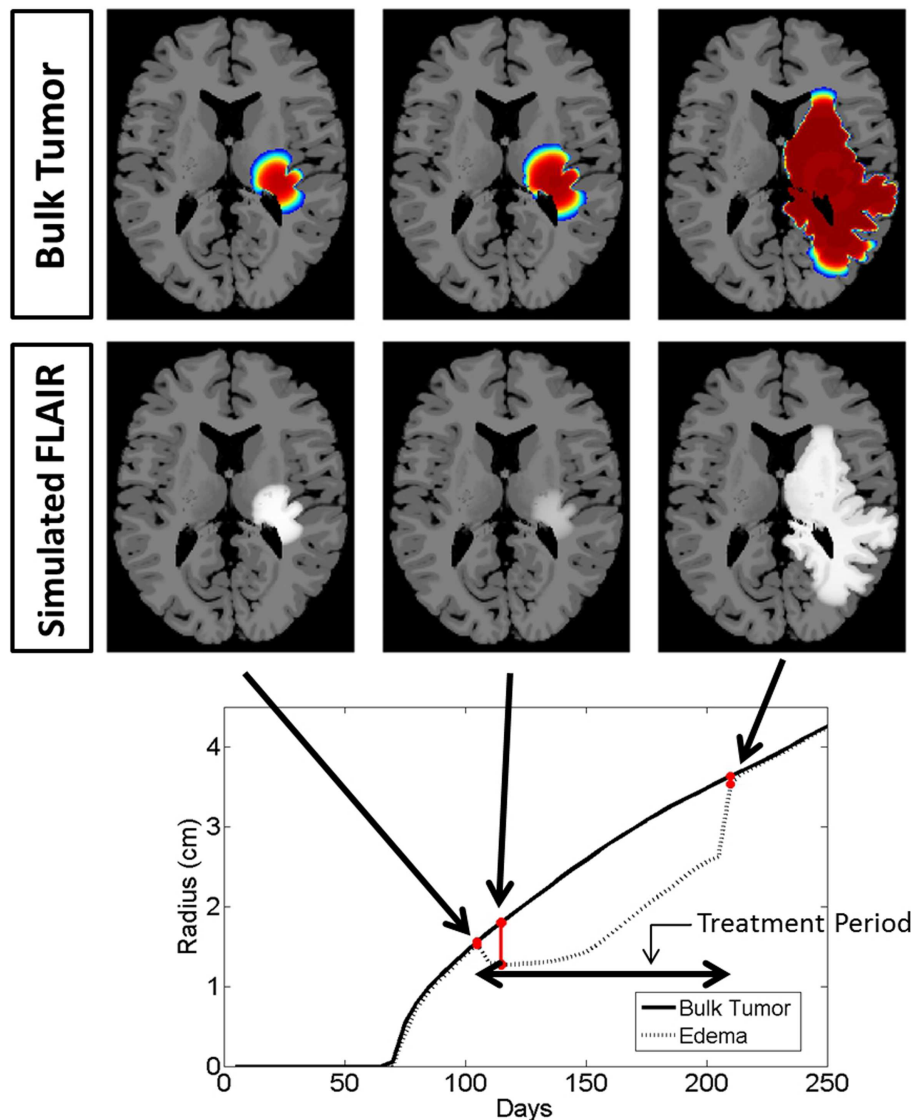 Bulk Tumor
Simulated FLAIR
4
3
2
1
0
Radius (cm)
Treatment Period
Bulk Tumor
Edema
0
50
100
150
200
250
Days